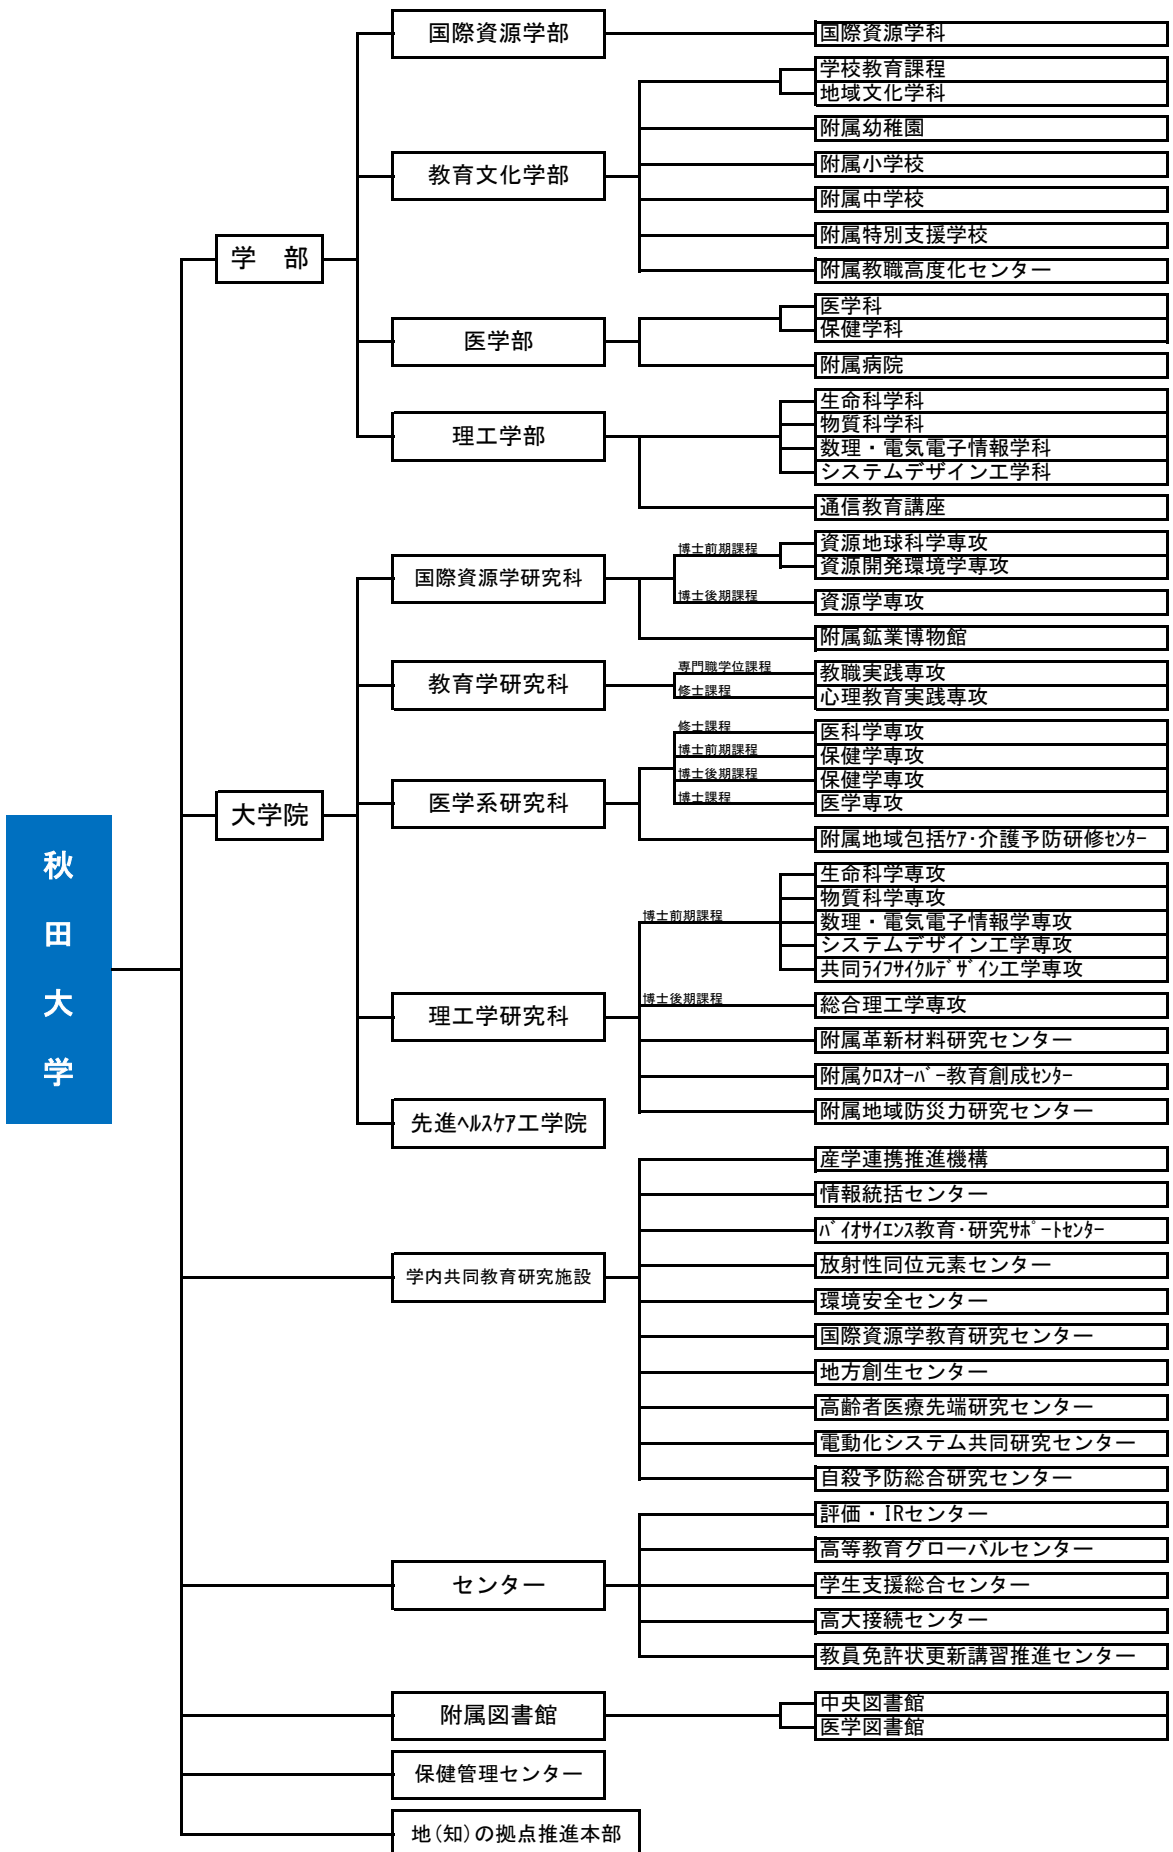 秋田大学
学　部
国際資源学部
国際資源学科
教育文化学部
学校教育課程
地域文化学科
附属幼稚園
附属小学校
附属中学校
附属特別支援学校
附属教職高度化センター
医学部
医学科
保健学科
附属病院
理工学部
生命科学科
物質科学科
数理・電気電子情報学科
システムデザイン工学科
通信教育講座
大学院
国際資源学研究科
博士前期課程
資源地球科学専攻
資源開発環境学専攻
博士後期課程
資源学専攻
附属鉱業博物館
教育学研究科
専門職学位課程
教職実践専攻
修士課程
心理教育実践専攻
医学系研究科
修士課程
医科学専攻
博士前期課程
保健学専攻
博士後期課程
保健学専攻
博士課程
医学専攻
附属地域包括ｹｱ･介護予防研修ｾﾝﾀｰ
理工学研究科
博士前期課程
生命科学専攻
物質科学専攻
数理・電気電子情報学専攻
システムデザイン工学専攻
共同ﾗｲﾌｻｲｸﾙﾃﾞｻﾞｲﾝ工学専攻
博士後期課程
総合理工学専攻
附属革新材料研究センター
附属ｸﾛｽｵｰﾊﾞｰ教育創成ｾﾝﾀｰ
附属地域防災力研究センター
先進ﾍﾙｽｹｱ工学院
学内共同教育研究施設
産学連携推進機構
情報統括センター
ﾊﾞｲｵｻｲｴﾝｽ教育･研究ｻﾎﾟｰﾄｾﾝﾀｰ
放射性同位元素センター
環境安全センター
国際資源学教育研究センター
地方創生センター
高齢者医療先端研究センター
電動化システム共同研究センター
自殺予防総合研究センター
センター
評価・IRセンター
高等教育グローバルセンター
学生支援総合センター
高大接続センター
教員免許状更新講習推進センター
附属図書館
中央図書館
医学図書館
保健管理センター
地(知)の拠点推進本部